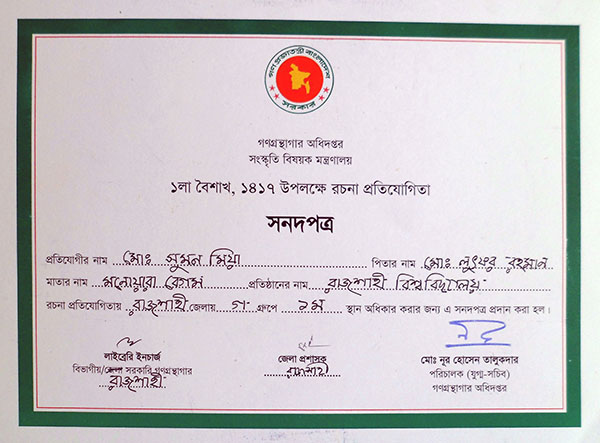 গণপ্রজাতন্ত্রী বাংলাদেশ
সরকার
গণগ্রন্থাগার অধিদপ্তর
সংস্কৃতি বিষয়ক মন্ত্রণালয়
১লা বৈশাখ, ১৪১৭ উপলক্ষে রচনা প্রতিযোগিতা
সনদপত্র
প্রতিযোগীর নাম মোঃ সুমন মিয়া পিতার নাম মোঃ লুৎফর রহমান
মাতার নাম মনোয়ারা বেগম প্রতিষ্ঠানের নাম রাজশাহী বিশ্ববিদ্যালয়
রচনা প্রতিযোগিতায় রাজশাহী জেলায় গ গ্রুপে ১ম স্থান অধিকার করার জন্য এ সনদপত্র প্রদান করা হল।
লাইব্রেরি ইনচার্জ
বিভাগীয়/জেলা সরকারি গণগ্রন্থাগার
রাজশাহী
জেলা প্রশাসক
রাজশাহী
মোঃ নূর হোসেন তালুকদার
পরিচালক (যুগ্ম-সচিব)
গণগ্রন্থাগার অধিদপ্তর